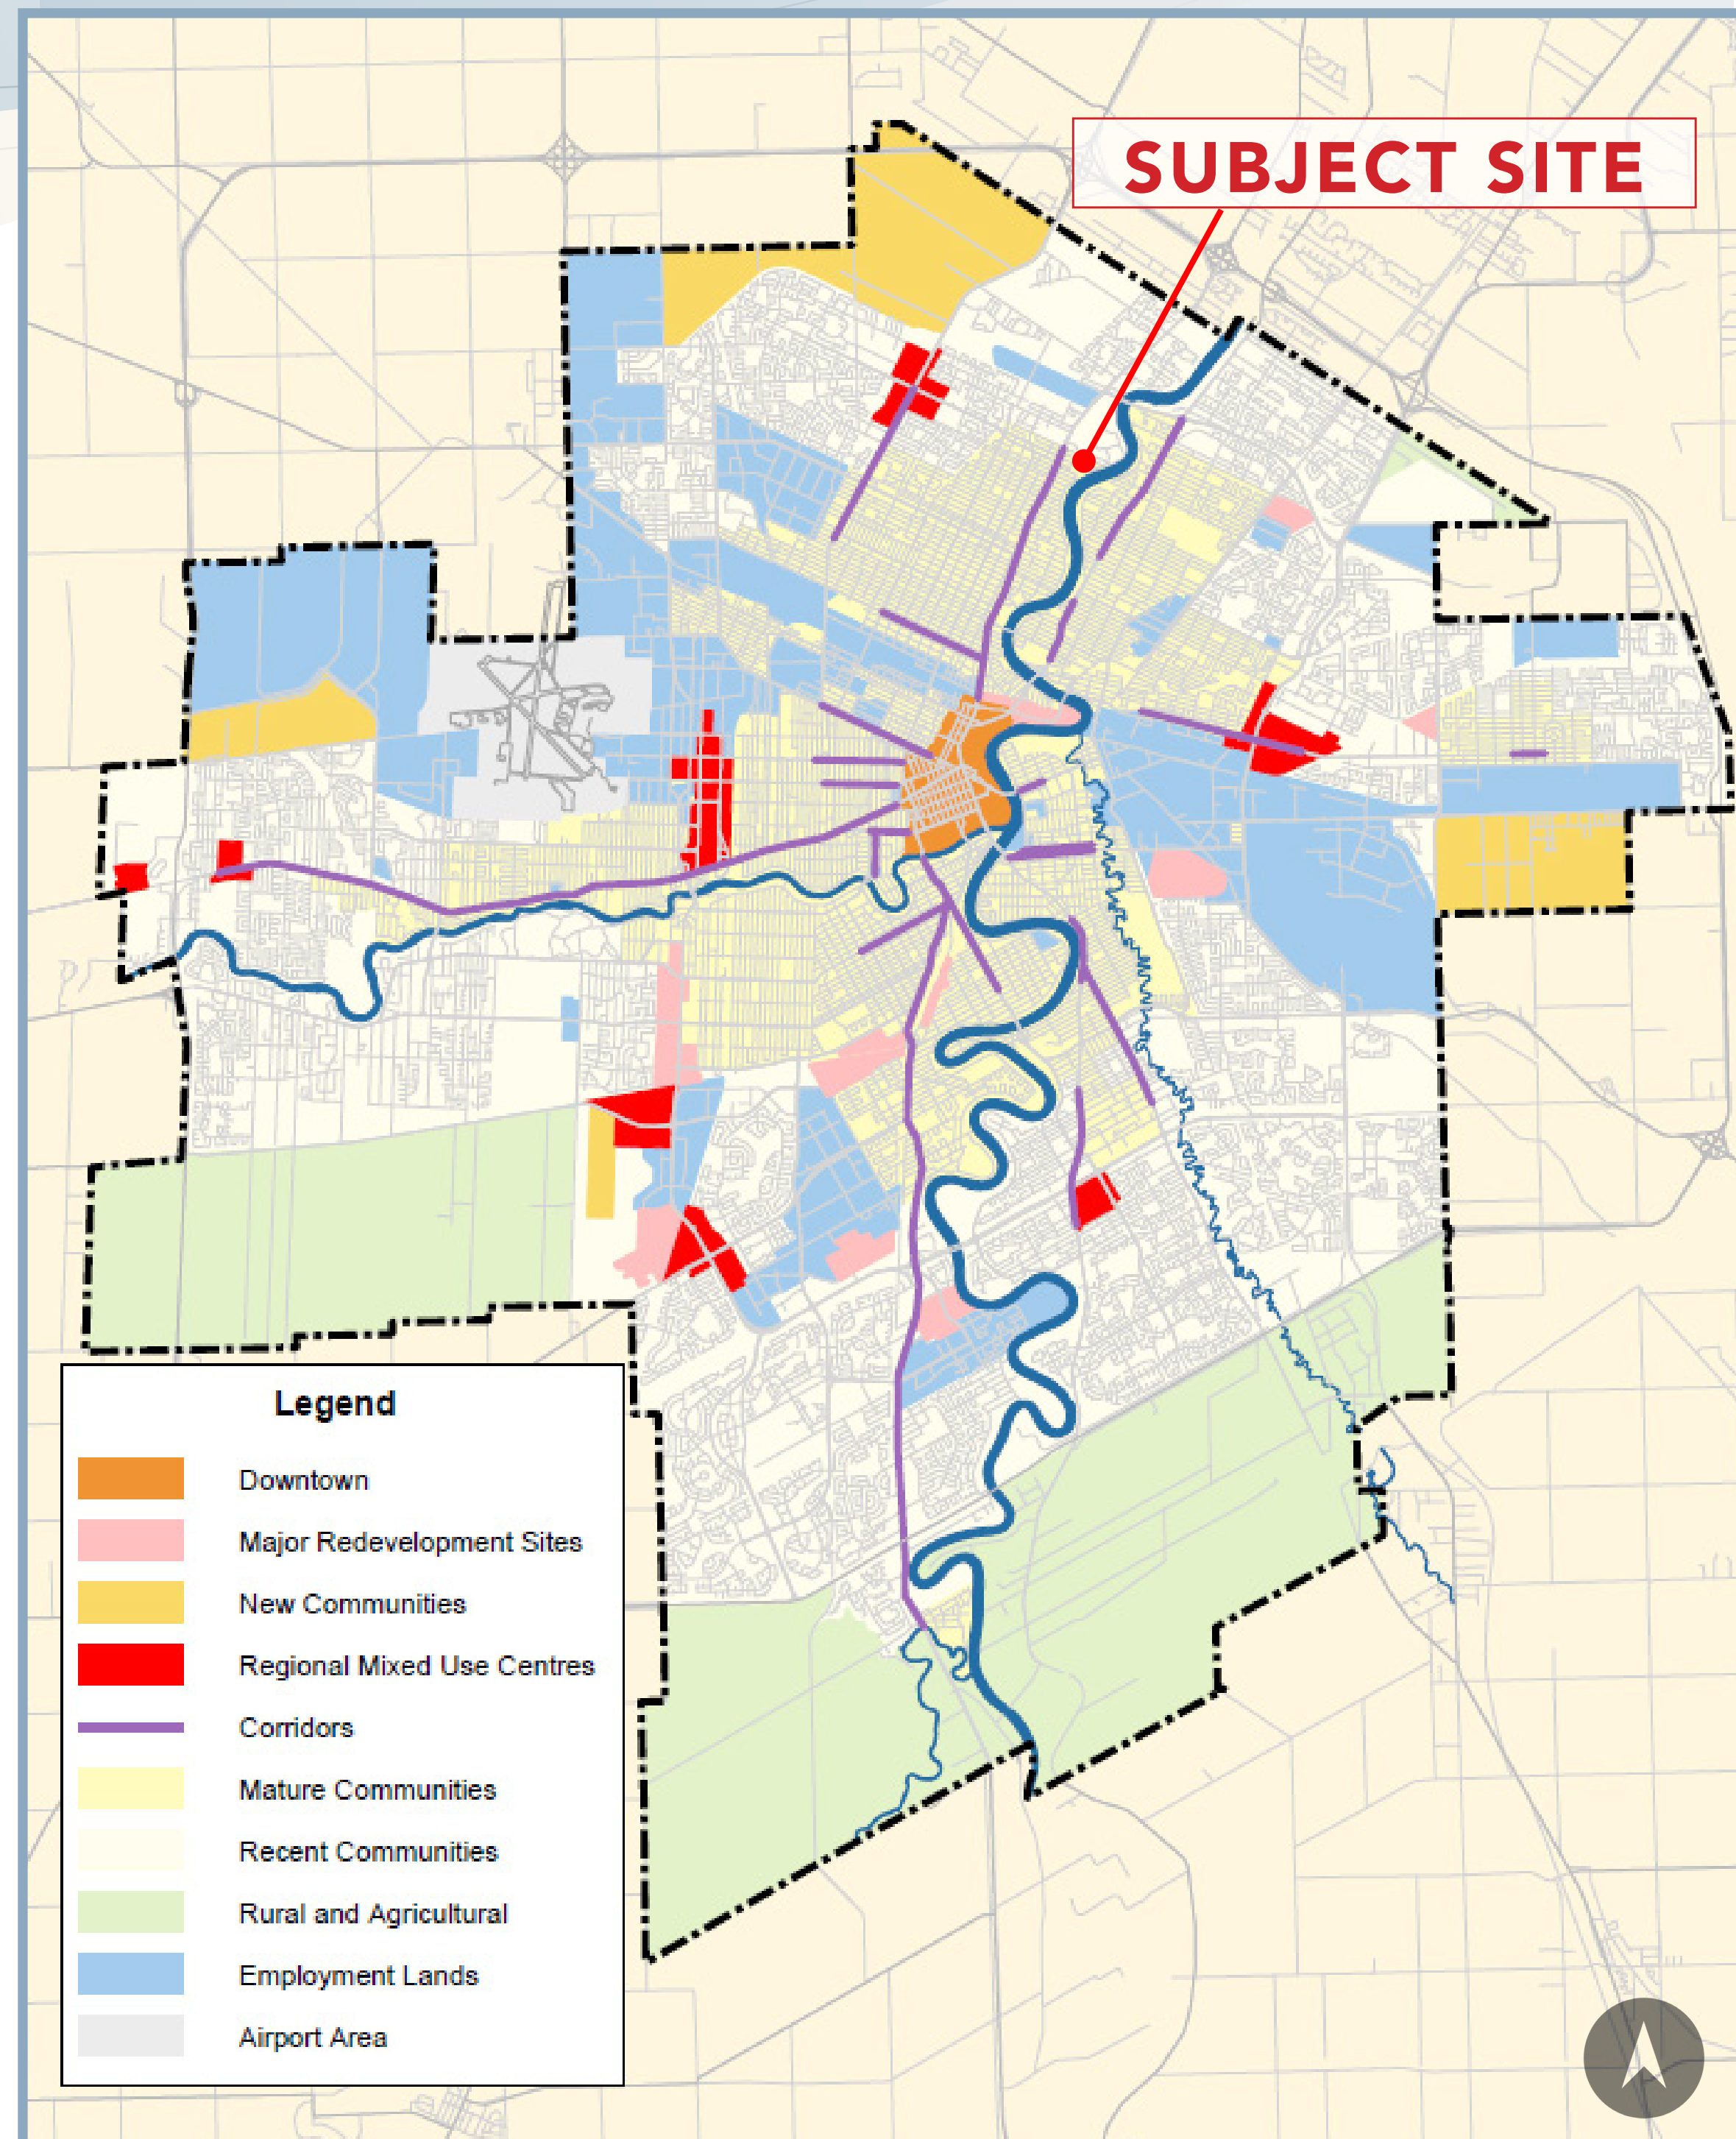 SUBJECT SITE
Legend
Downtown
Major Redevelopment Sites
New Communities
Regional Mixed Use Centres
Corridors
Mature Communities
Recent Communities
Rural and Agricultural
Employment Lands
Airport Area